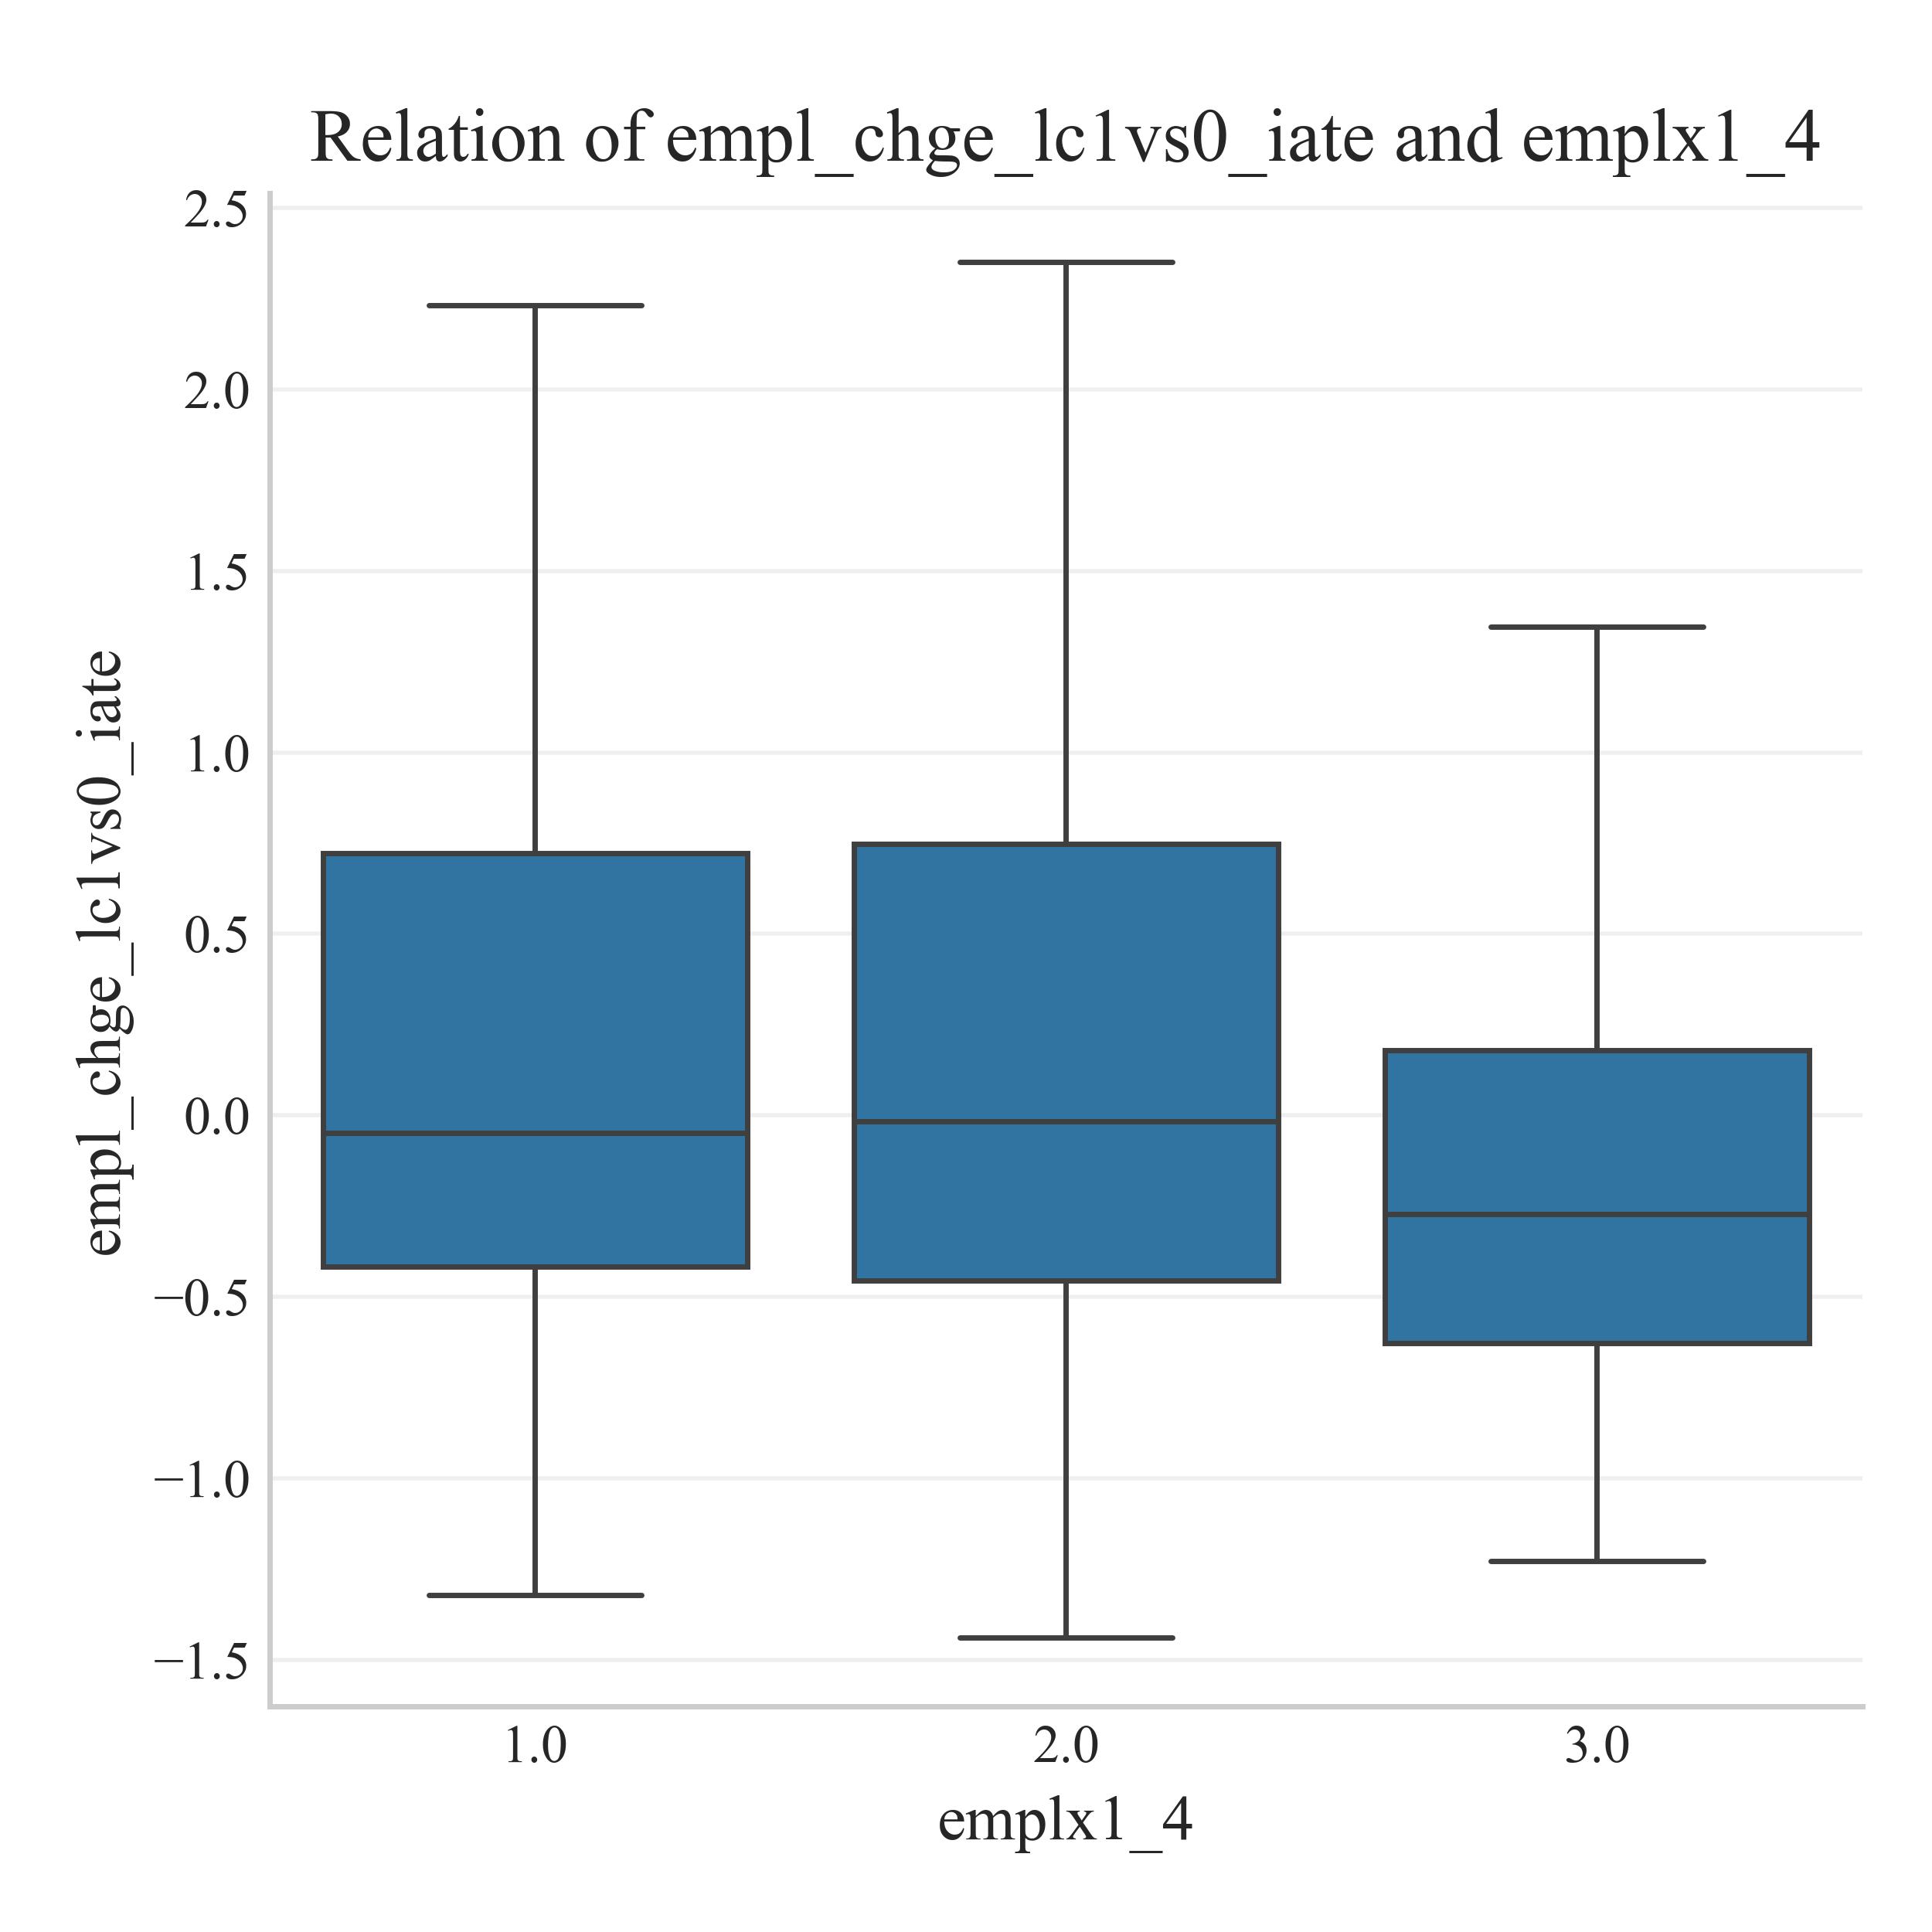 Relation of empl_chge_lc1vs0_iate and emplx1_4
2.5
2.0
1.5
1.0
0.5
0.0
−0.5
−1.0
−1.5
empl_chge_lc1vs0_iate
1.0 2.0 3.0
emplx1_4